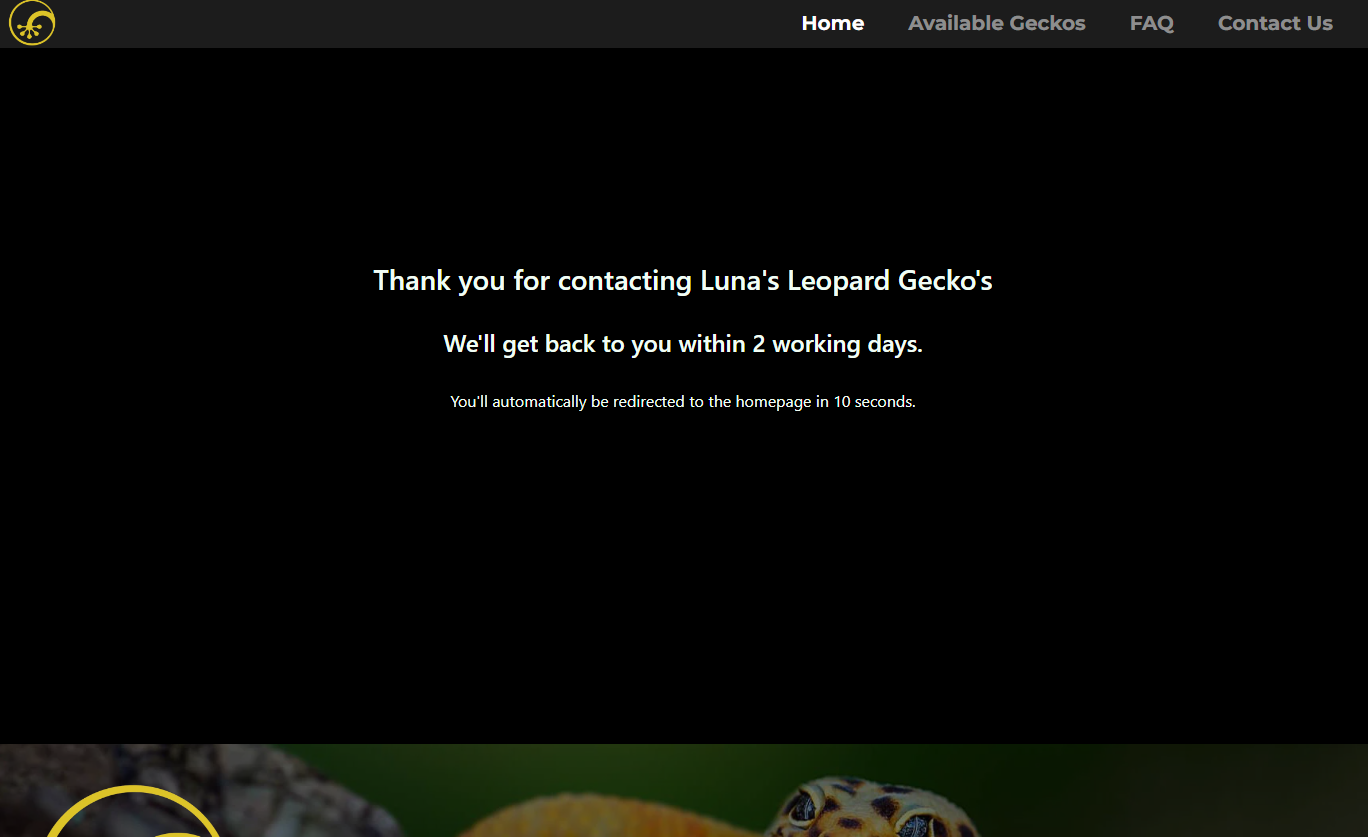 Home
Available Geckos
FAQ
Contact Us
Thank you for contacting Luna's Leopard Gecko's
We'll get back to you within 2 working days.
You'll automatically be redirected to the homepage in 10 seconds.